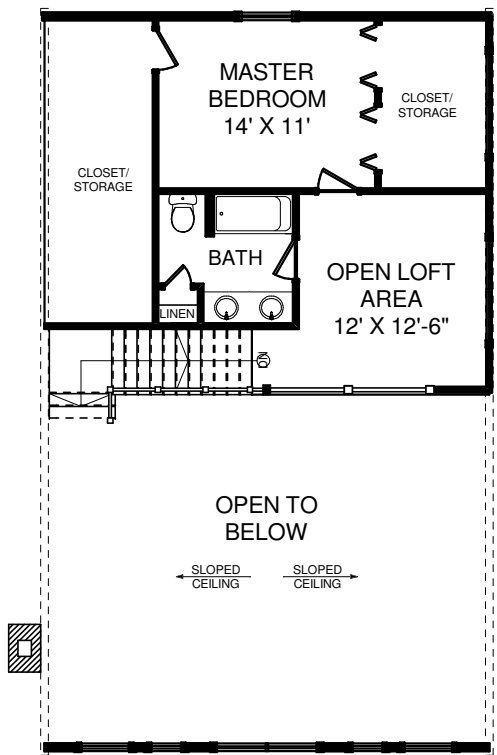 MASTER
BEDROOM
14' X 11'
CLOSET/
STORAGE
CLOSET/
STORAGE
BATH
OPEN LOFT
AREA
12' X 12'-6"
LINEN
DN
OPEN TO
BELOW
SLOPED
CEILING
SLOPED
CEILING